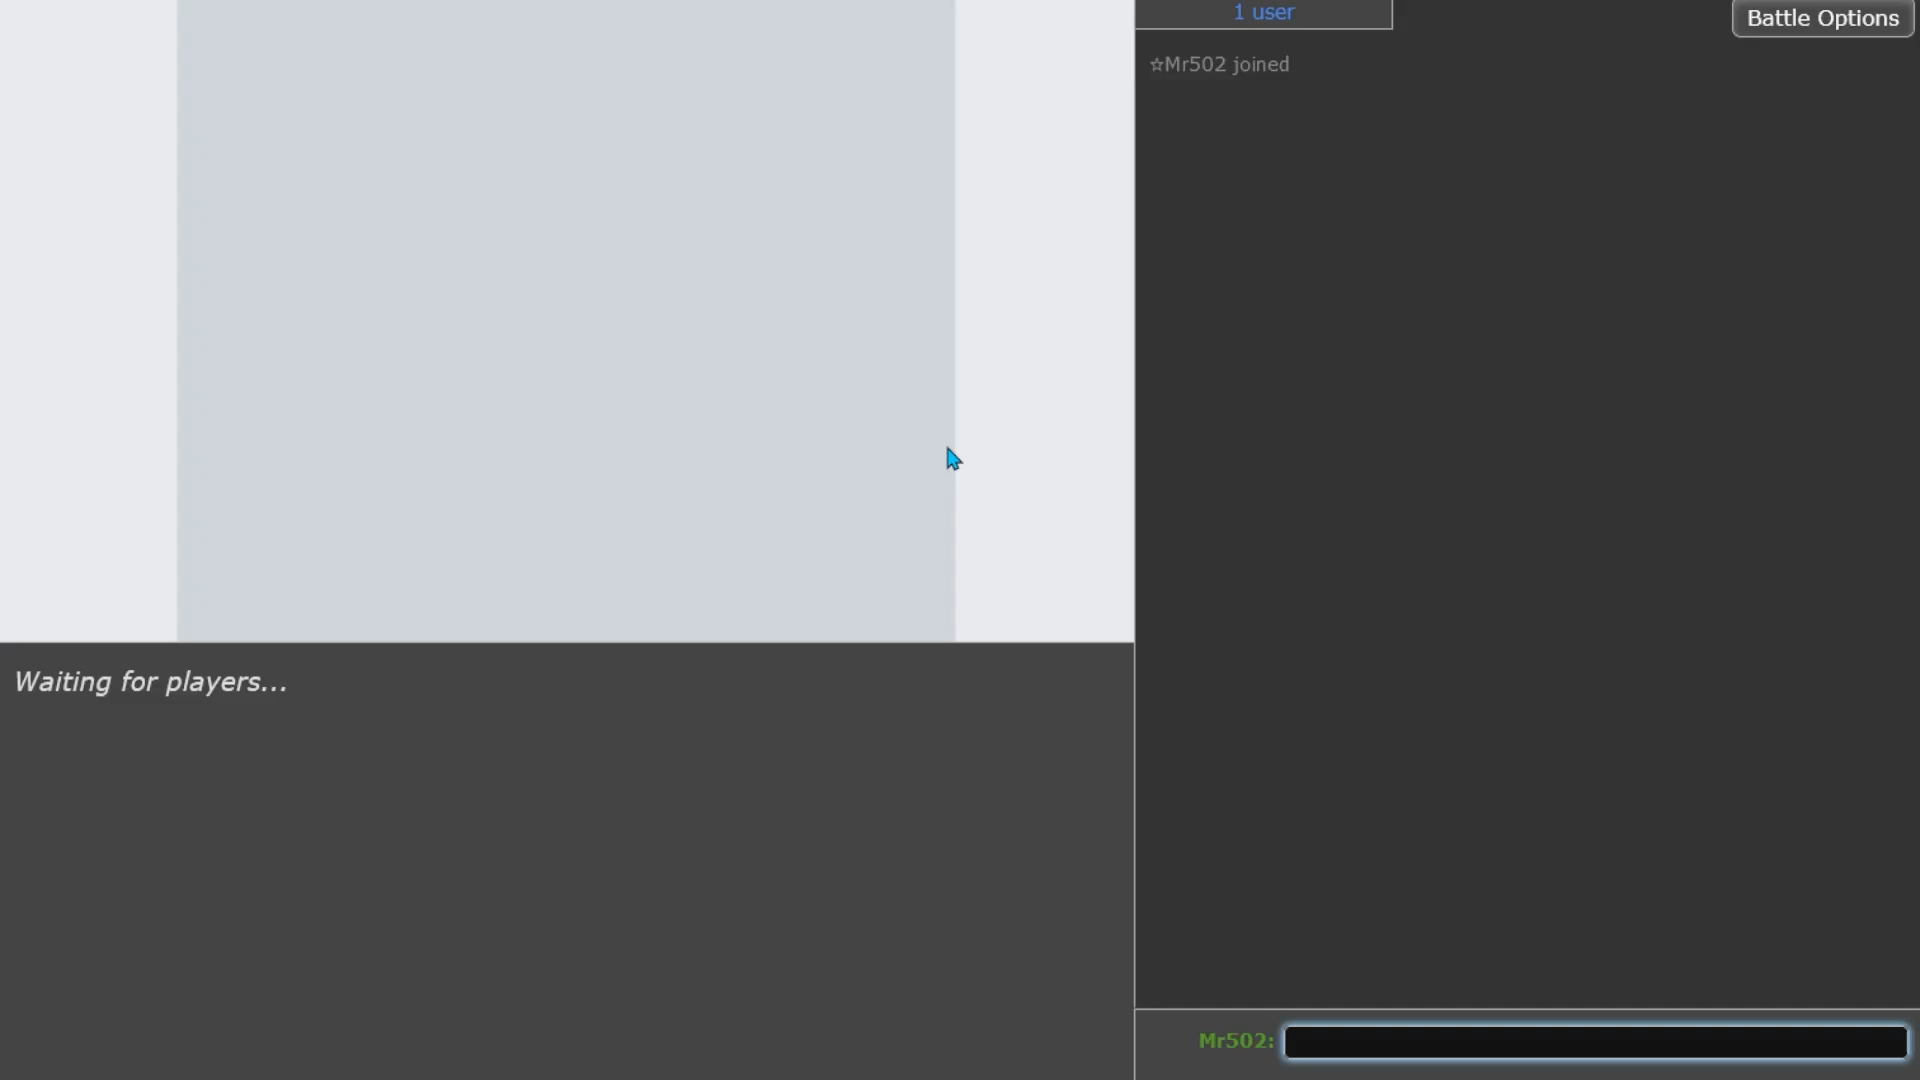 1 user
Battle Options
☆Mr502 joined
Waiting for players...
Mr502: